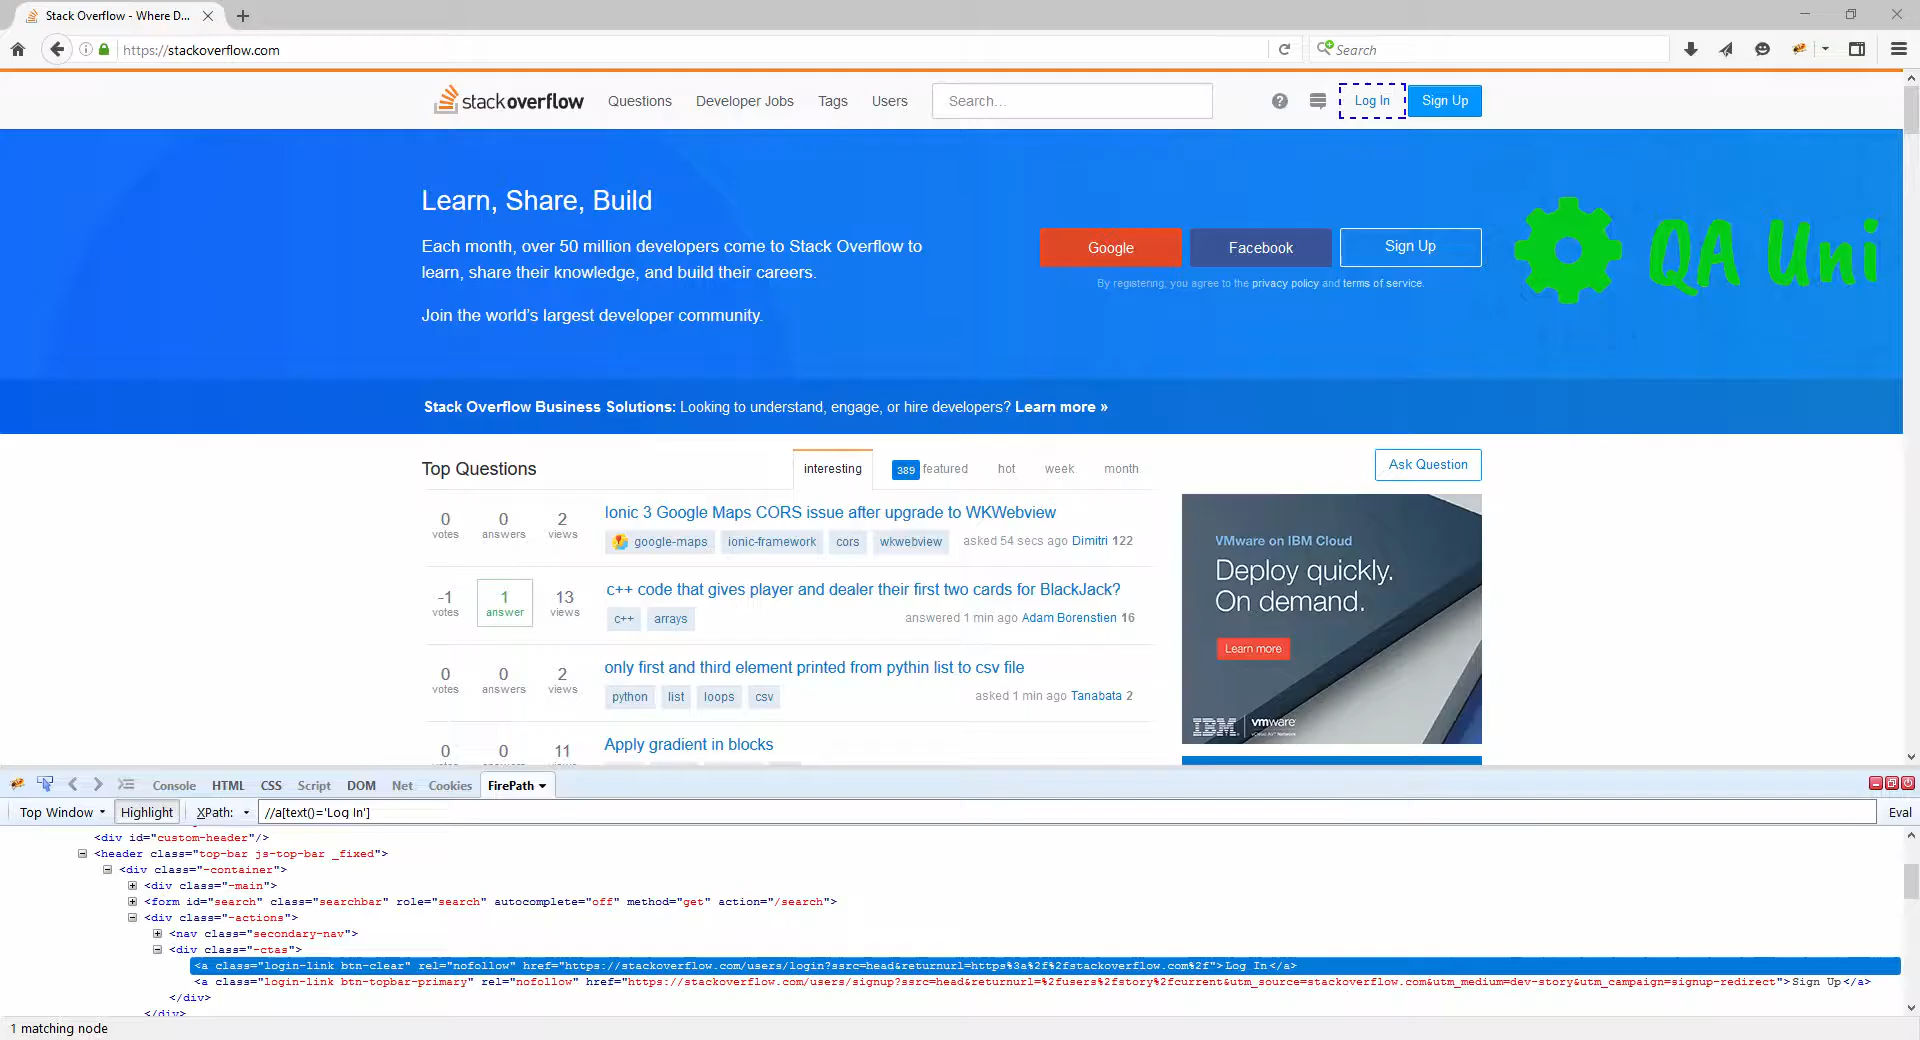 Stack Overflow - Where D...
https://stackoverflow.com
Search
stackoverflow
Questions
Developer Jobs
Tags
Users
Search...
Log In
Sign Up
Learn, Share, Build
Each month, over 50 million developers come to Stack Overflow to
learn, share their knowledge, and build their careers.
Join the world's largest developer community.
Google
Facebook
Sign Up
By registering, you agree to the privacy policy and terms of service.
QA Uni
Stack Overflow Business Solutions: Looking to understand, engage, or hire developers? Learn more »
Top Questions
interesting
389 featured
hot
week
month
Ask Question
0 votes
0 answers
2 views
Ionic 3 Google Maps CORS issue after upgrade to WKWebview
google-maps ionic-framework cors wkwebview
asked 54 secs ago Dimitri 122
-1 votes
1 answer
13 views
c++ code that gives player and dealer their first two cards for BlackJack?
c++ arrays
answered 1 min ago Adam Borenstien 16
0 votes
0 answers
2 views
only first and third element printed from pythin list to csv file
python list loops csv
asked 1 min ago Tanabata 2
0
0
11
Apply gradient in blocks
VMware on IBM Cloud
Deploy quickly.
On demand.
Learn more
IBM
vmware
Console HTML CSS Script DOM Net Cookies FirePath
Top Window Highlight XPath: //a[text()='Log In'] Eval
<div id="custom-header"/>
<header class="top-bar js-top-bar _fixed">
<div class="-container">
<div class="-main">
<form id="search" class="searchbar" role="search" autocomplete="off" method="get" action="/search">
<div class="-actions">
<nav class="secondary-nav">
<div class="-ctas">
<a class="login-link btn-clear" rel="nofollow" href="https://stackoverflow.com/users/login?ssrc=head&returnurl=https%3a%2f%2fstackoverflow.com%2f">Log In</a>
<a class="login-link btn-topbar-primary" rel="nofollow" href="https://stackoverflow.com/users/signup?ssrc=head&returnurl=%2fusers%2fstory%2fcurrent&utm_source=stackoverflow.com&utm_medium=dev-story&utm_campaign=signup-redirect">Sign Up</a>
</div>
</div>
1 matching node